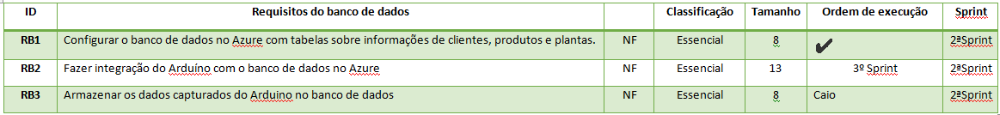 ID Requisitos do banco de dados Classificação Tamanho Ordem de execução Sprint
RB1 Configurar o banco de dados no Azure com tabelas sobre informações de clientes, produtos e plantas. NF Essencial 8 ✔ 2ªSprint
RB2 Fazer integração do Arduíno com o banco de dados no Azure NF Essencial 13 3º Sprint 2ªSprint
RB3 Armazenar os dados capturados do Arduino no banco de dados NF Essencial 8 Caio 2ªSprint